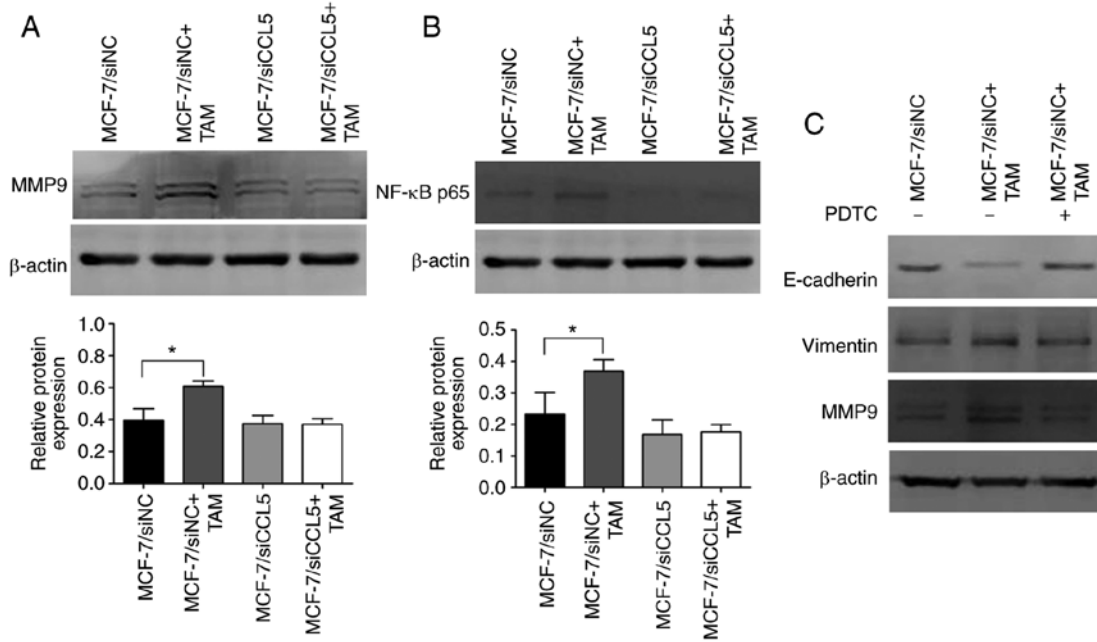 A
MCF-7/siNC
MCF-7/siNC+
TAM
MCF-7/siCCL5
MCF-7/siCCL5+
TAM
MMP9
β-actin
Relative protein
expression
1.0
0.8
0.6
0.4
0.2
0.0
*
MCF-7/siNC
MCF-7/siNC+
TAM
MCF-7/siCCL5
MCF-7/siCCL5+
TAM
B
MCF-7/siNC
MCF-7/siNC+
TAM
MCF-7/siCCL5
MCF-7/siCCL5+
TAM
NF-κB p65
β-actin
Relative protein
expression
0.5
0.4
0.3
0.2
0.1
0.0
*
MCF-7/siNC
MCF-7/siNC+
TAM
MCF-7/siCCL5
MCF-7/siCCL5+
TAM
C
MCF-7/siNC
MCF-7/siNC+
TAM
MCF-7/siNC+
TAM
PDTC – – +
E-cadherin
Vimentin
MMP9
β-actin